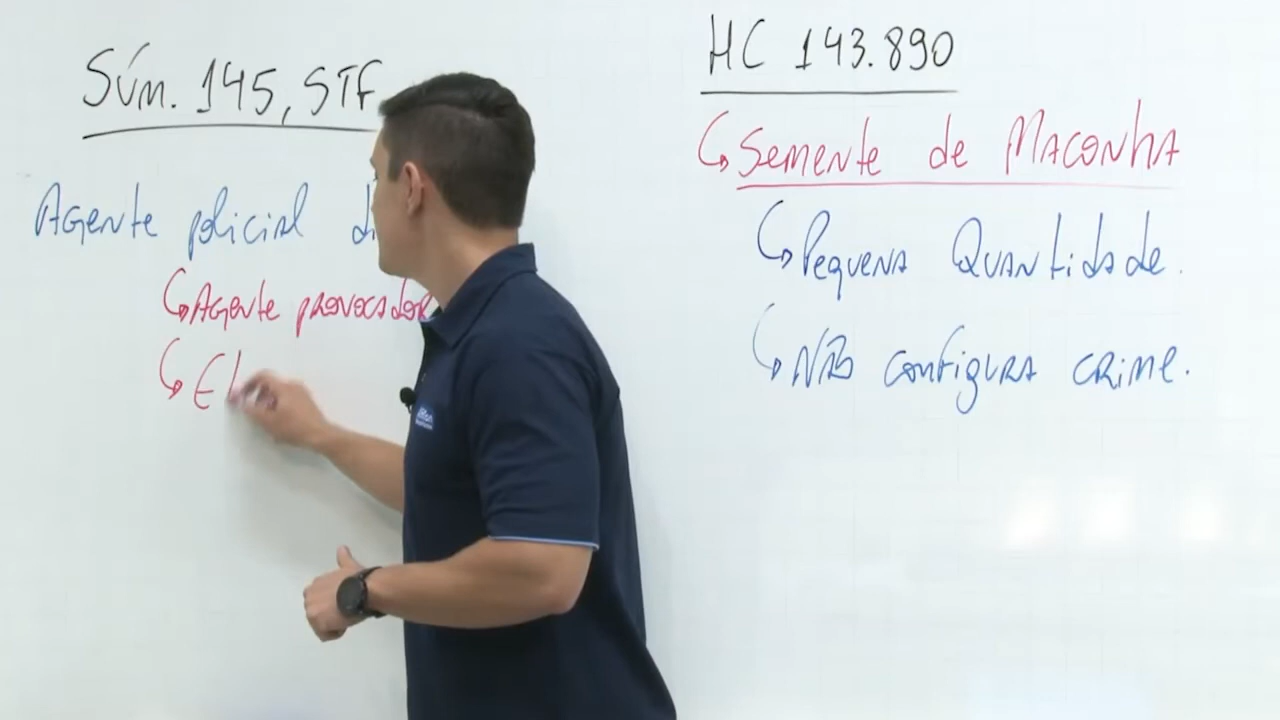 Súm. 145, STF
Agente policial
↳ Agente provocador
↳
HC 143.890
↳ Semente de Maconha
↳ Pequena Quantidade.
↳ Não configura crime.